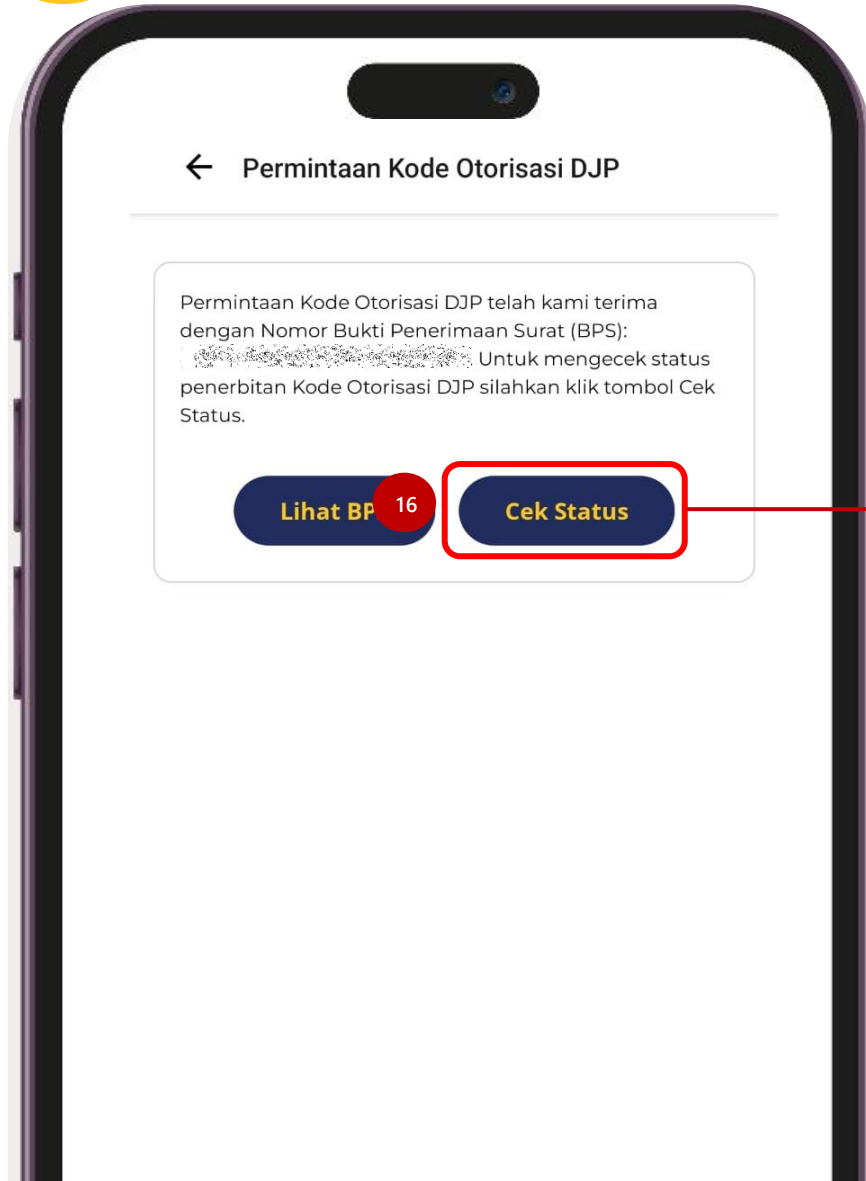 Permintaan Kode Otorisasi DJP
Permintaan Kode Otorisasi DJP telah kami terima
dengan Nomor Bukti Penerimaan Surat (BPS):
Untuk mengecek status
penerbitan Kode Otorisasi DJP silahkan klik tombol Cek
Status.
Lihat BP
16
Cek Status